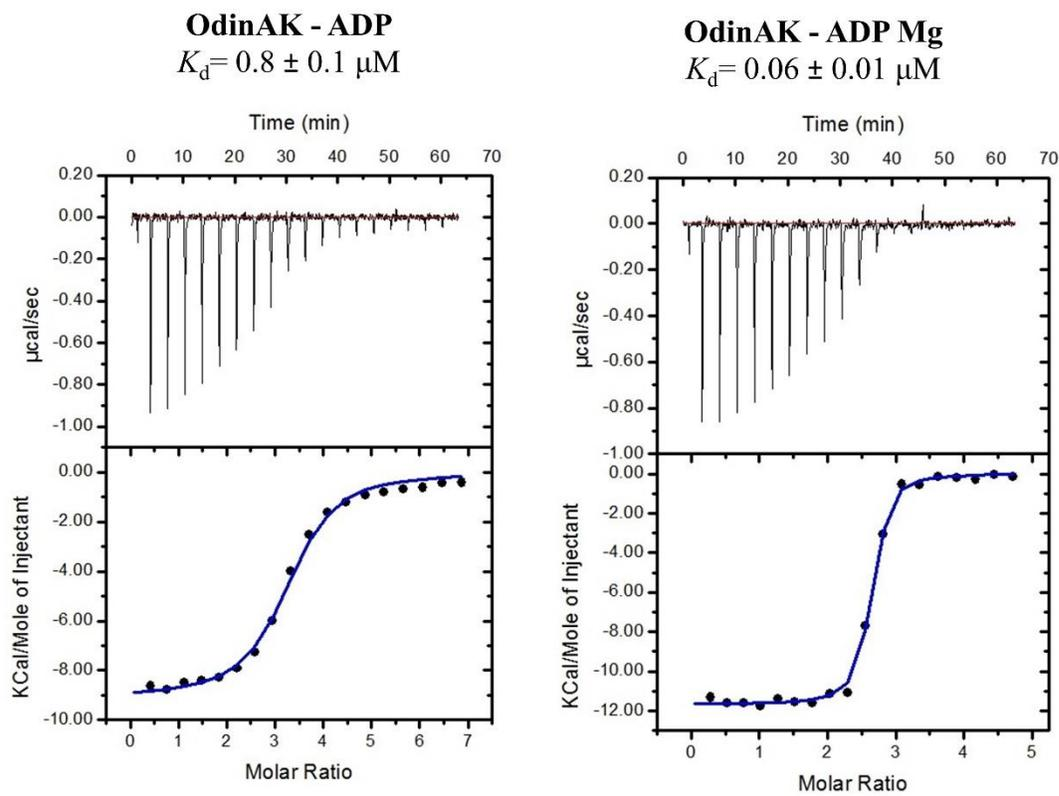 OdinAK - ADP
Kd= 0.8 ± 0.1 µM
Time (min)
0 10 20 30 40 50 60 70
0.20
0.00
-0.20
-0.40
-0.60
-0.80
-1.00
µcal/sec
0.00
-2.00
-4.00
-6.00
-8.00
-10.00
KCal/Mole of Injectant
0 1 2 3 4 5 6 7
Molar Ratio
OdinAK - ADP Mg
Kd= 0.06 ± 0.01 µM
Time (min)
0 10 20 30 40 50 60 70
0.20
0.00
-0.20
-0.40
-0.60
-0.80
-1.00
µcal/sec
0.00
-2.00
-4.00
-6.00
-8.00
-10.00
-12.00
KCal/Mole of Injectant
0 1 2 3 4 5
Molar Ratio